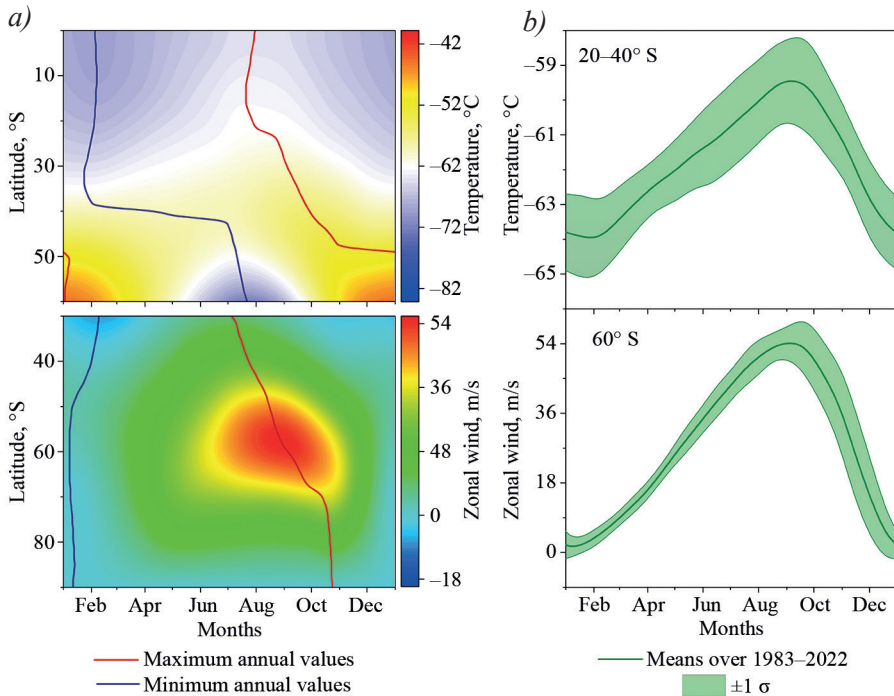 a)
10
30
50
Latitude, °S
−42
−52
−62
−72
−82
Temperature, °C
40
60
80
Latitude, °S
54
36
48
0
−18
Zonal wind, m/s
Feb Apr Jun Aug Oct Dec
Months
Maximum annual values
Minimum annual values
b)
20–40° S
−59
−61
−63
−65
Temperature, °C
60° S
54
36
18
0
Zonal wind, m/s
Feb Apr Jun Aug Oct Dec
Months
Means over 1983–2022
±1 σ